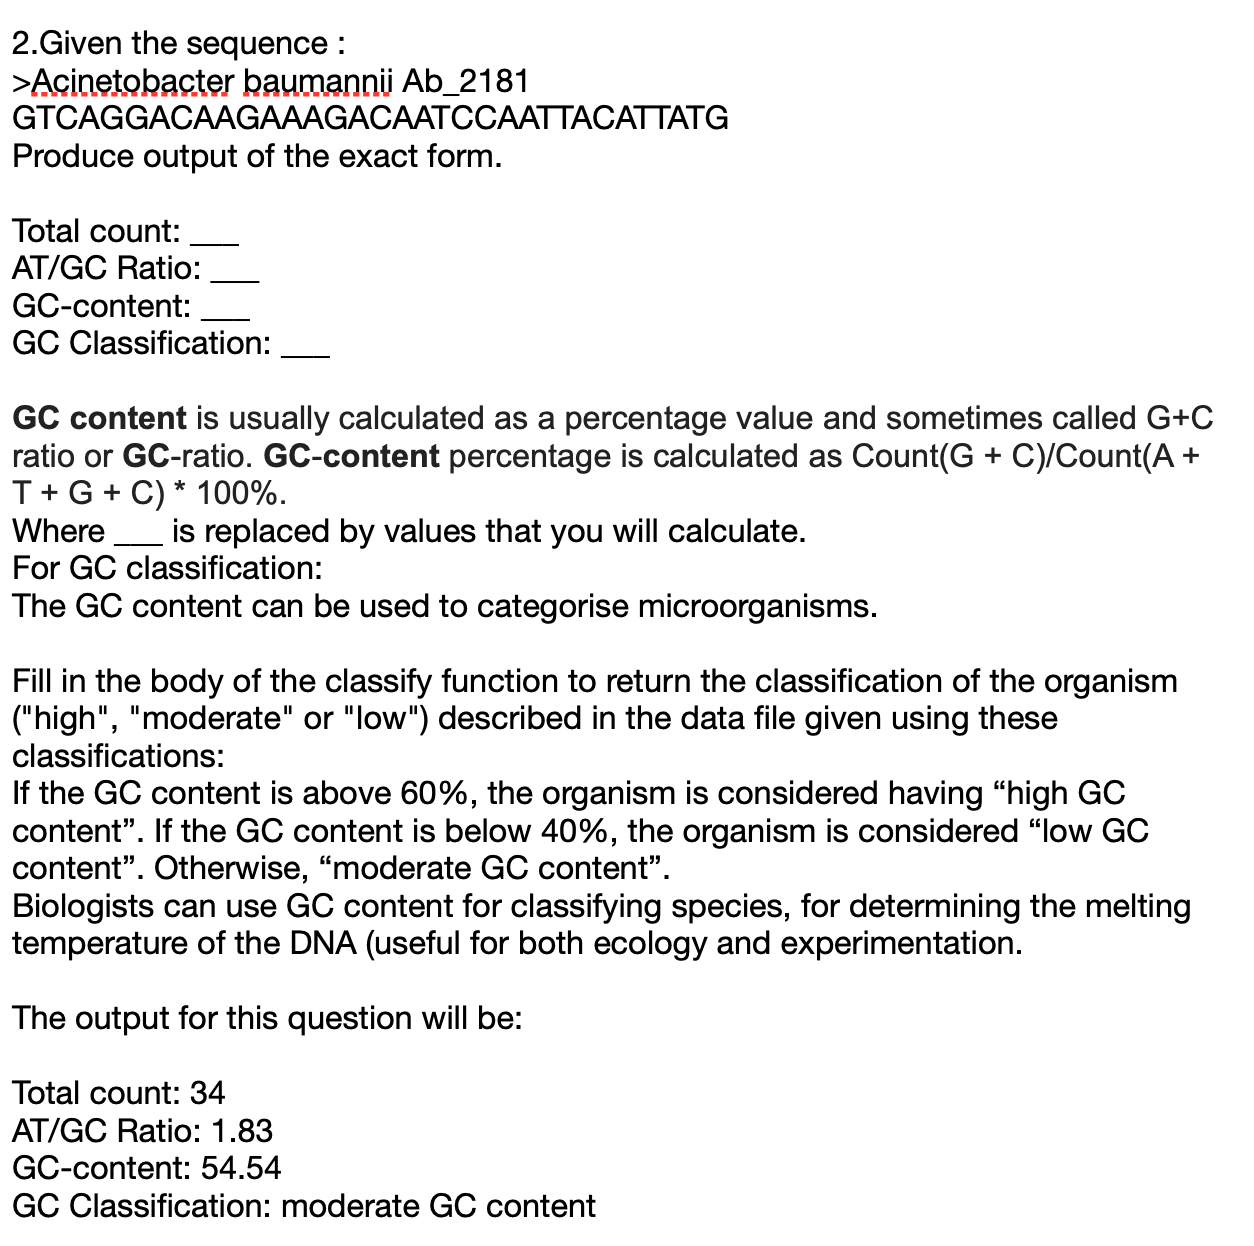 2.Given the sequence :
>Acinetobacter baumannii Ab_2181
GTCAGGACAAGAAAGACAATCCAATTACATTATG
Produce output of the exact form.
Total count: ___
AT/GC Ratio: ___
GC-content: ___
GC Classification: ___
GC content is usually calculated as a percentage value and sometimes called G+C
ratio or GC-ratio. GC-content percentage is calculated as Count(G + C)/Count(A +
T + G + C) * 100%.
Where ___ is replaced by values that you will calculate.
For GC classification:
The GC content can be used to categorise microorganisms.
Fill in the body of the classify function to return the classification of the organism
("high", "moderate" or "low") described in the data file given using these
classifications:
If the GC content is above 60%, the organism is considered having “high GC
content”. If the GC content is below 40%, the organism is considered “low GC
content”. Otherwise, “moderate GC content”.
Biologists can use GC content for classifying species, for determining the melting
temperature of the DNA (useful for both ecology and experimentation.
The output for this question will be:
Total count: 34
AT/GC Ratio: 1.83
GC-content: 54.54
GC Classification: moderate GC content